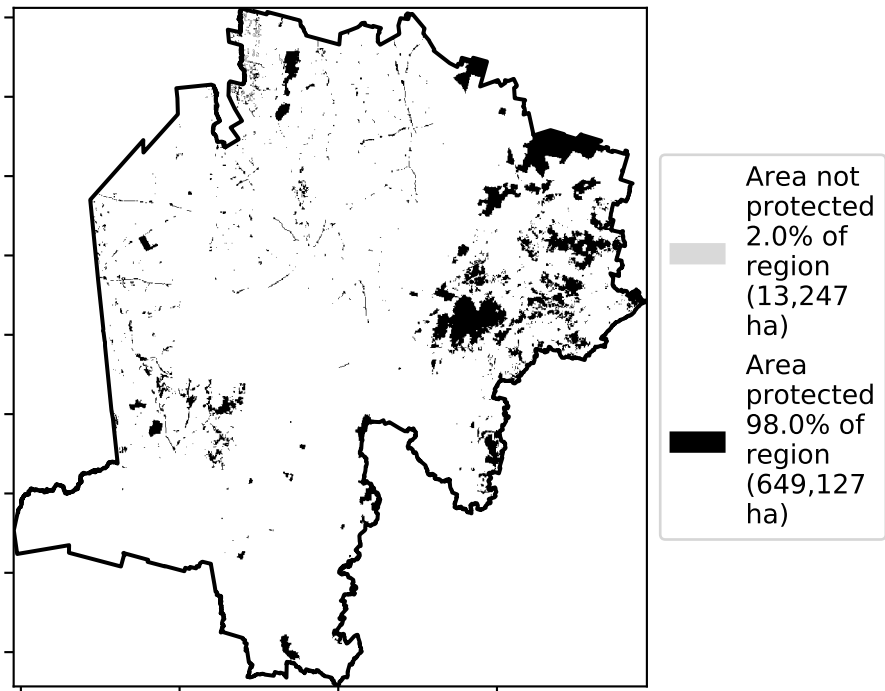 Area not
protected
2.0% of
region
(13,247
ha)
Area
protected
98.0% of
region
(649,127
ha)